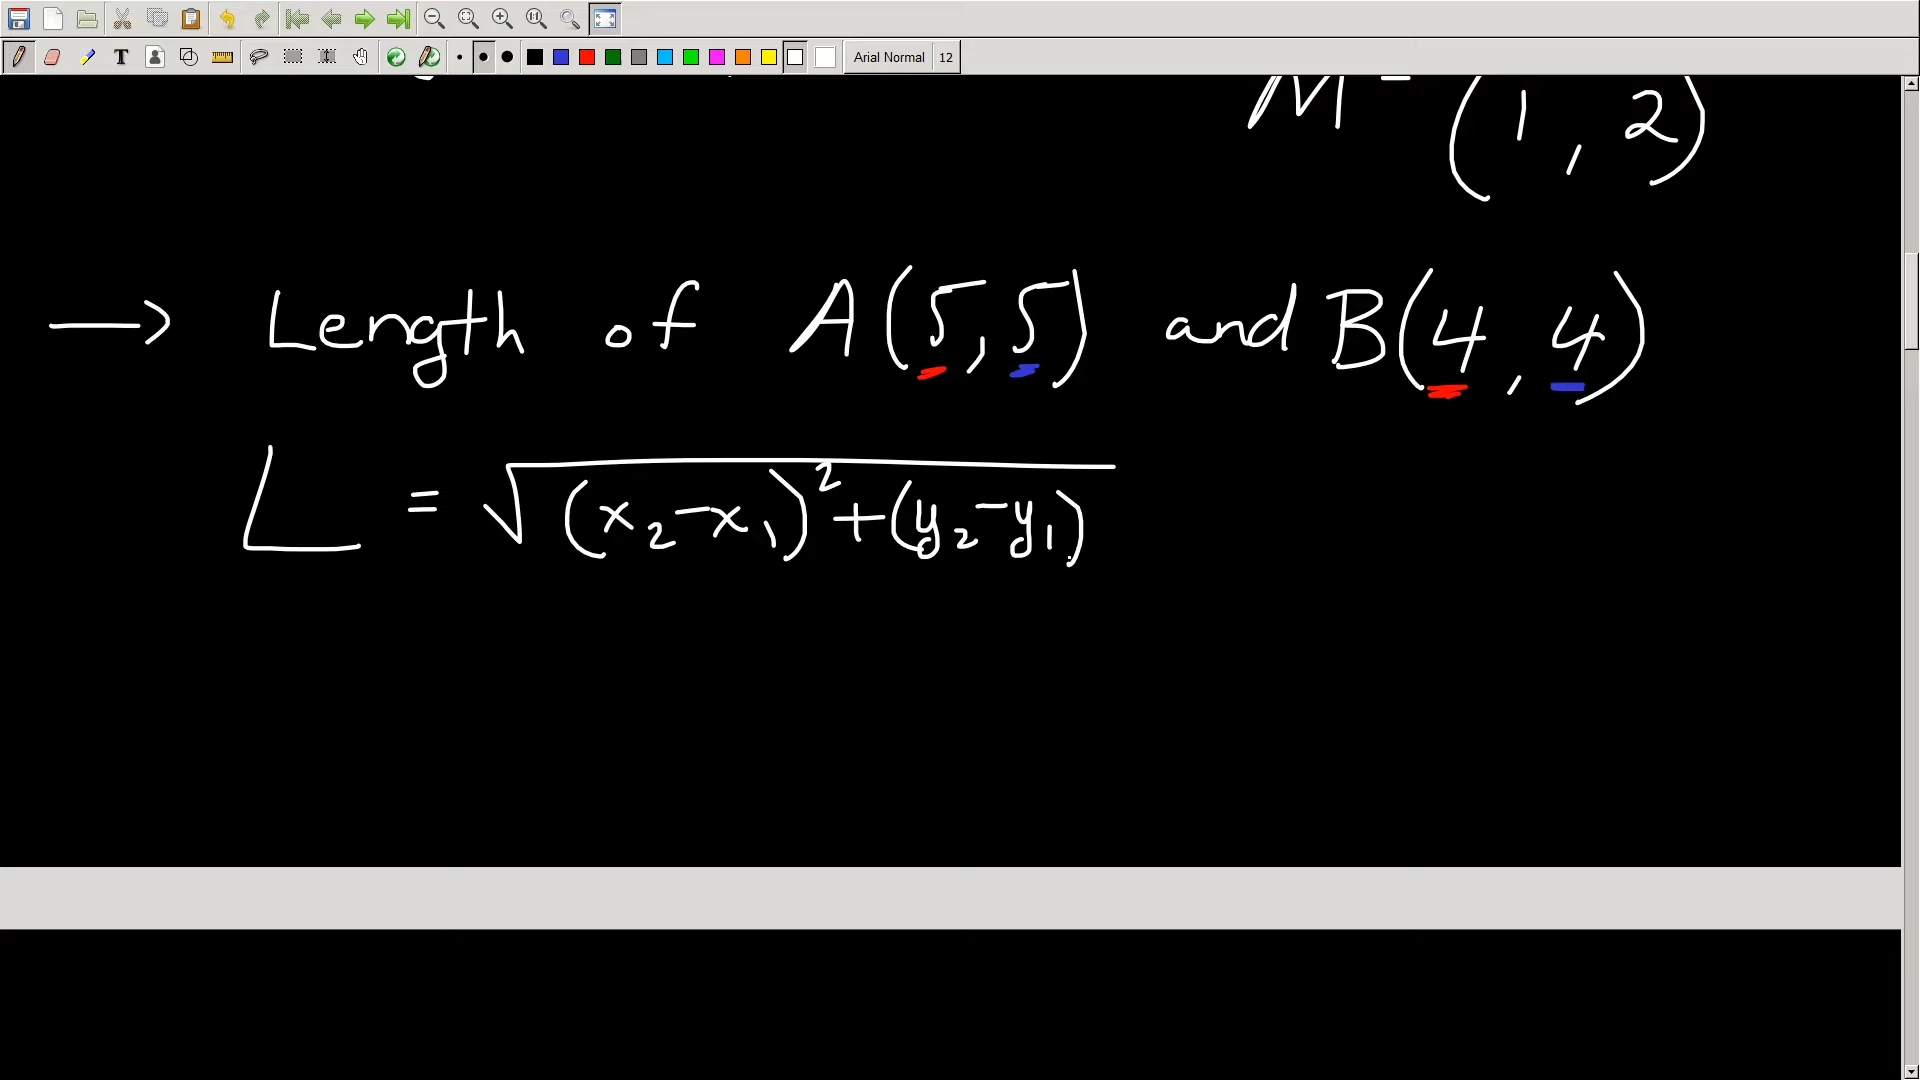 Arial Normal 12
M = (1, 2)
→ Length of A(5,5) and B(4,4)
L = √(x₂-x₁)²+(y₂-y₁)